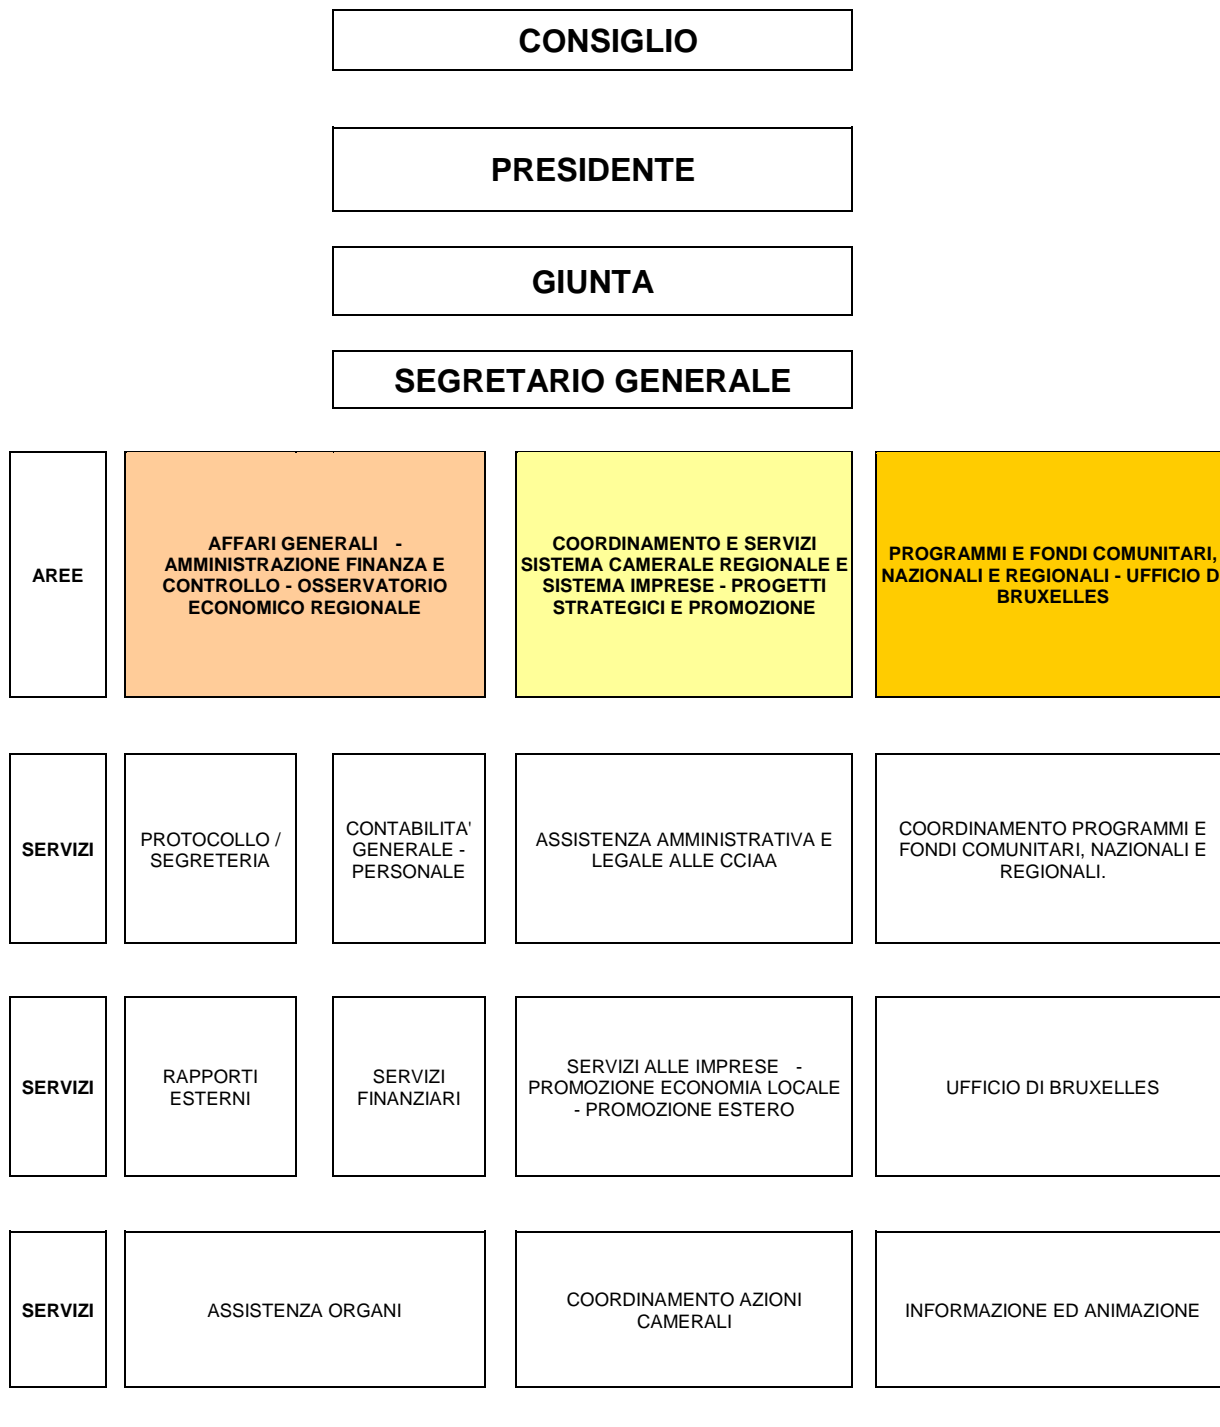 CONSIGLIO
PRESIDENTE
GIUNTA
SEGRETARIO GENERALE
AREE
AFFARI GENERALI -
AMMINISTRAZIONE FINANZA E
CONTROLLO - OSSERVATORIO
ECONOMICO REGIONALE
COORDINAMENTO E SERVIZI
SISTEMA CAMERALE REGIONALE E
SISTEMA IMPRESE - PROGETTI
STRATEGICI E PROMOZIONE
PROGRAMMI E FONDI COMUNITARI,
NAZIONALI E REGIONALI - UFFICIO D
BRUXELLES
SERVIZI
PROTOCOLLO /
SEGRETERIA
CONTABILITA'
GENERALE -
PERSONALE
ASSISTENZA AMMINISTRATIVA E
LEGALE ALLE CCIAA
COORDINAMENTO PROGRAMMI E
FONDI COMUNITARI, NAZIONALI E
REGIONALI.
SERVIZI
RAPPORTI
ESTERNI
SERVIZI
FINANZIARI
SERVIZI ALLE IMPRESE -
PROMOZIONE ECONOMIA LOCALE
- PROMOZIONE ESTERO
UFFICIO DI BRUXELLES
SERVIZI
ASSISTENZA ORGANI
COORDINAMENTO AZIONI
CAMERALI
INFORMAZIONE ED ANIMAZIONE